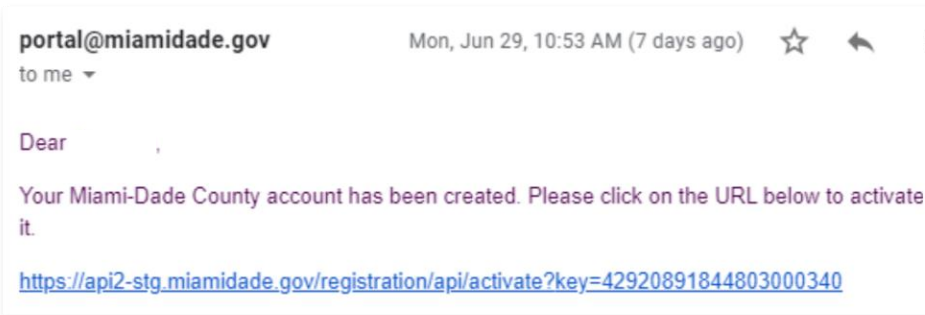 portal@miamidade.gov Mon, Jun 29, 10:53 AM (7 days ago)
to me
Dear ,
Your Miami-Dade County account has been created. Please click on the URL below to activate
it.
https://api2-stg.miamidade.gov/registration/api/activate?key=42920891844803000340